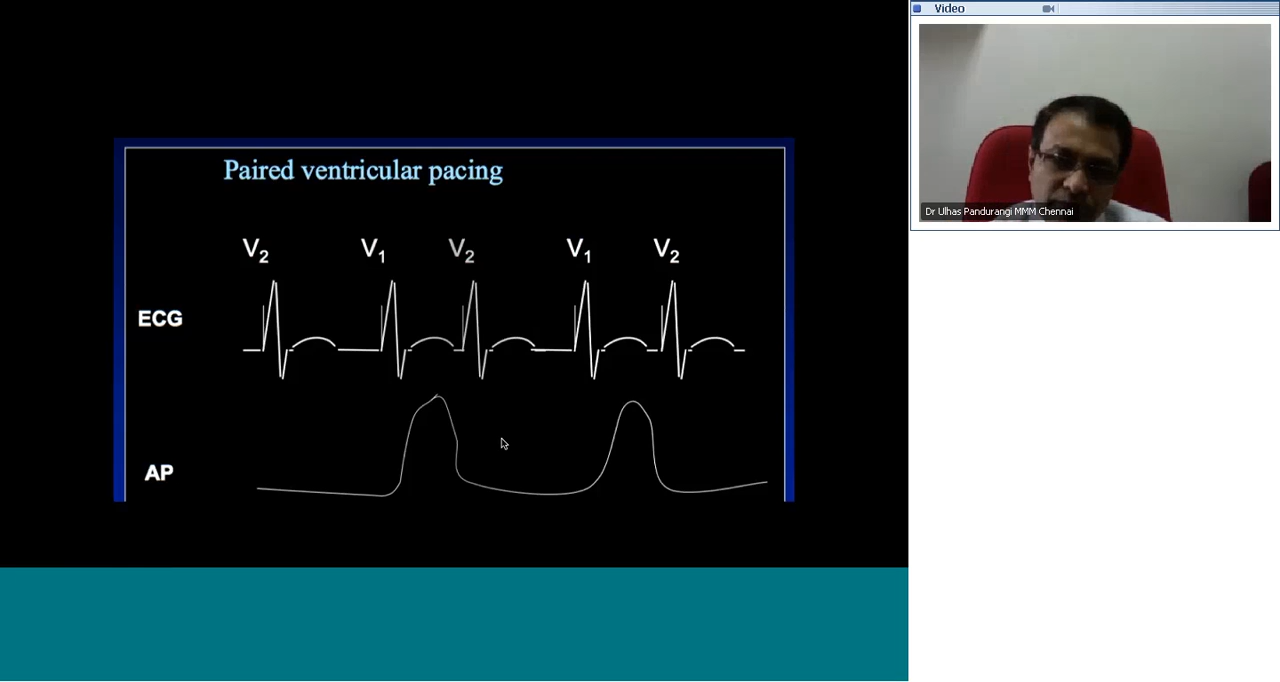 Video
Dr Ulhas Pandurangi MMM Chennai
Paired ventricular pacing
V2 V1 V2 V1 V2
ECG
AP